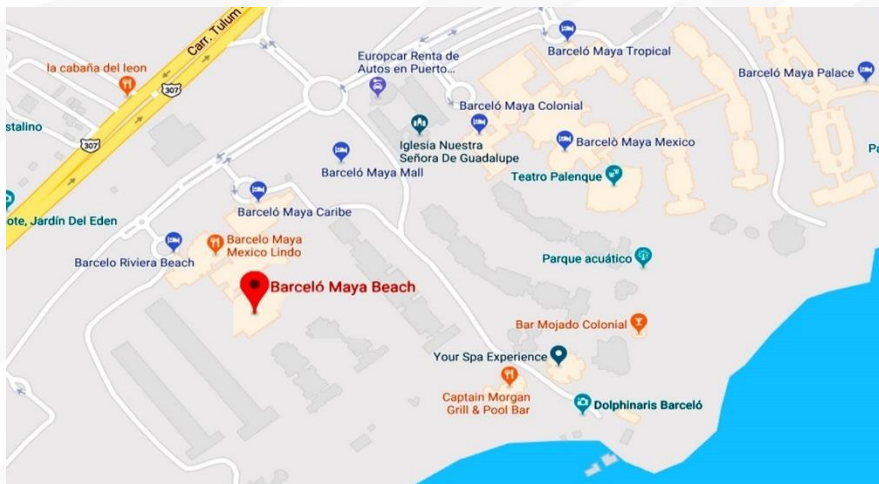 Carr. Tulum
la cabaña del leon
307
307
stalino
ote, Jardín Del Eden
Europcar Renta de
Autos en Puerto...
Barceló Maya Tropical
Barceló Maya Palace
Barceló Maya Colonial
Iglesia Nuestra
Señora De Guadalupe
Barcelò Maya Mexico
Barceló Maya Mall
Teatro Palenque
Pa
Barceló Maya Caribe
Barcelo Maya
Mexico Lindo
Barcelo Riviera Beach
Barceló Maya Beach
Parque acuático
Bar Mojado Colonial
Your Spa Experience
Captain Morgan
Grill & Pool Bar
Dolphinaris Barceló